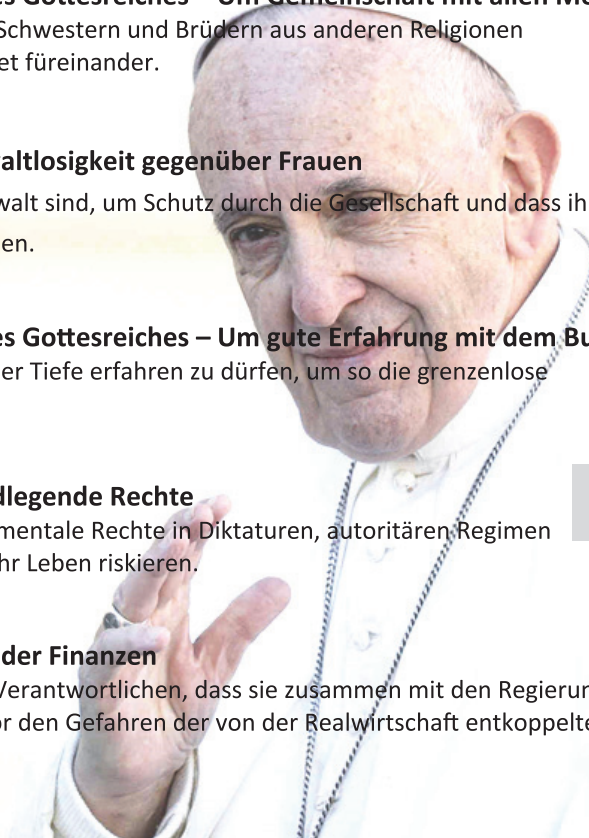 es Gottesreiches – Um Gemeinschaft mit allen Me
Schwestern und Brüdern aus anderen Religionen
et füreinander.
altlosigkeit gegenüber Frauen
walt sind, um Schutz durch die Gesellschaft und dass ih
en.
es Gottesreiches – Um gute Erfahrung mit dem Bu
er Tiefe erfahren zu dürfen, um so die grenzenlose
dlegende Rechte
mentale Rechte in Diktaturen, autoritären Regimen
hr Leben riskieren.
der Finanzen
Verantwortlichen, dass sie zusammen mit den Regierun
or den Gefahren der von der Realwirtschaft entkoppelte